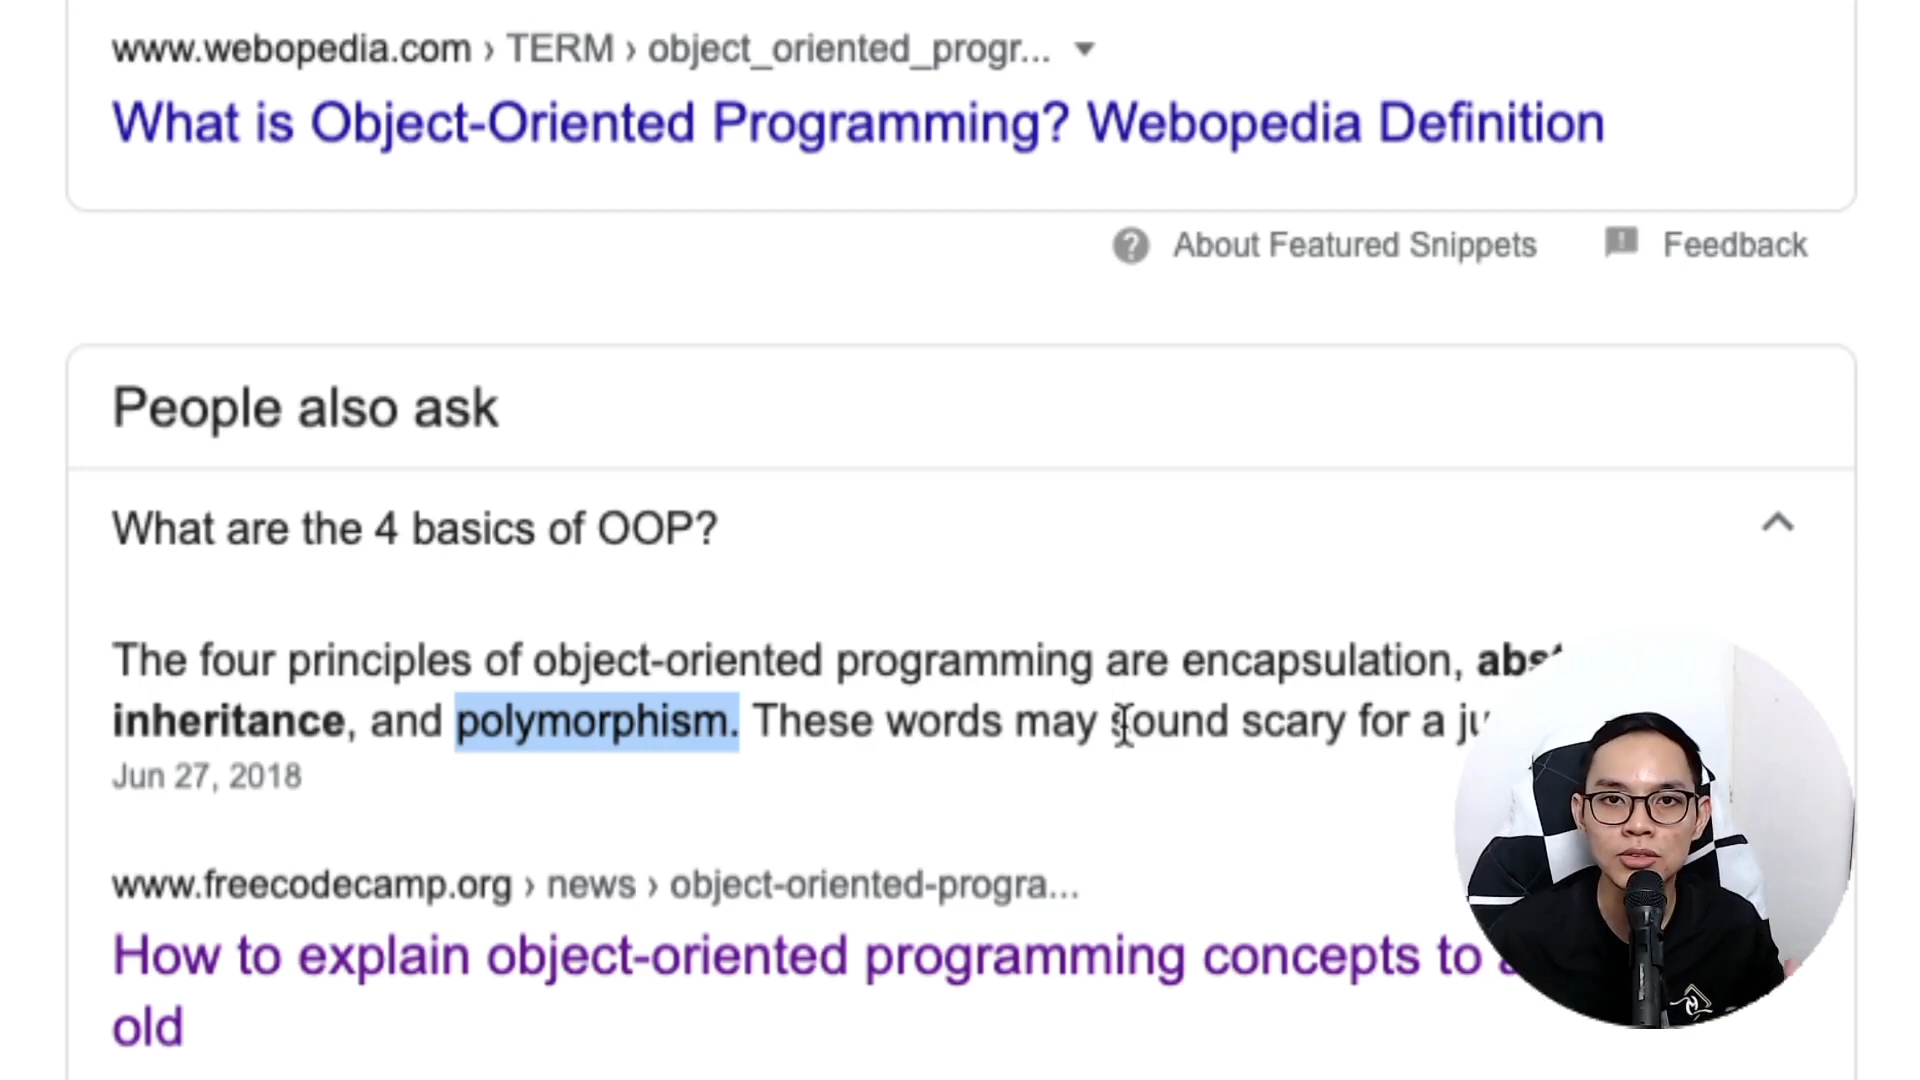 www.webopedia.com › TERM › object_oriented_progr...
What is Object-Oriented Programming? Webopedia Definition
About Featured Snippets Feedback
People also ask
What are the 4 basics of OOP?
The four principles of object-oriented programming are encapsulation,
inheritance, and polymorphism. These words may sound scary for a
Jun 27, 2018
www.freecodecamp.org › news › object-oriented-progra...
How to explain object-oriented programming concepts to
old